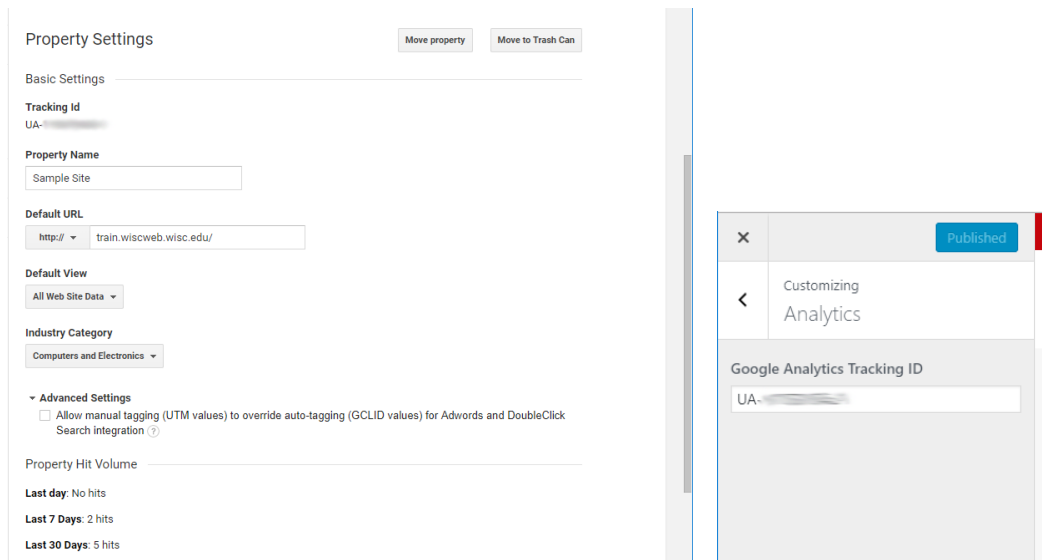 Property Settings
Move property
Move to Trash Can
Basic Settings
Tracking Id
UA-
Property Name
Sample Site
Default URL
http://
train.wiscweb.wisc.edu/
Default View
All Web Site Data
Industry Category
Computers and Electronics
Advanced Settings
Allow manual tagging (UTM values) to override auto-tagging (GCLID values) for Adwords and DoubleClick
Search integration ?
Property Hit Volume
Last day: No hits
Last 7 Days: 2 hits
Last 30 Days: 5 hits
Published
Customizing
Analytics
Google Analytics Tracking ID
UA-